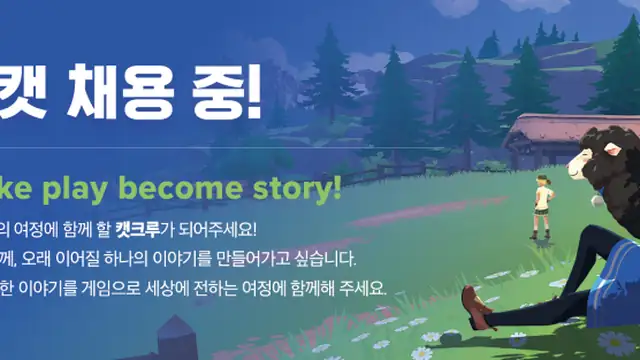 캣 채용 중!
ke play become story!
의 여정에 함께 할 캣크루가 되어주세요!
께, 오래 이어질 하나의 이야기를 만들어가고 싶습니다.
한 이야기를 게임으로 세상에 전하는 여정에 함께해 주세요.